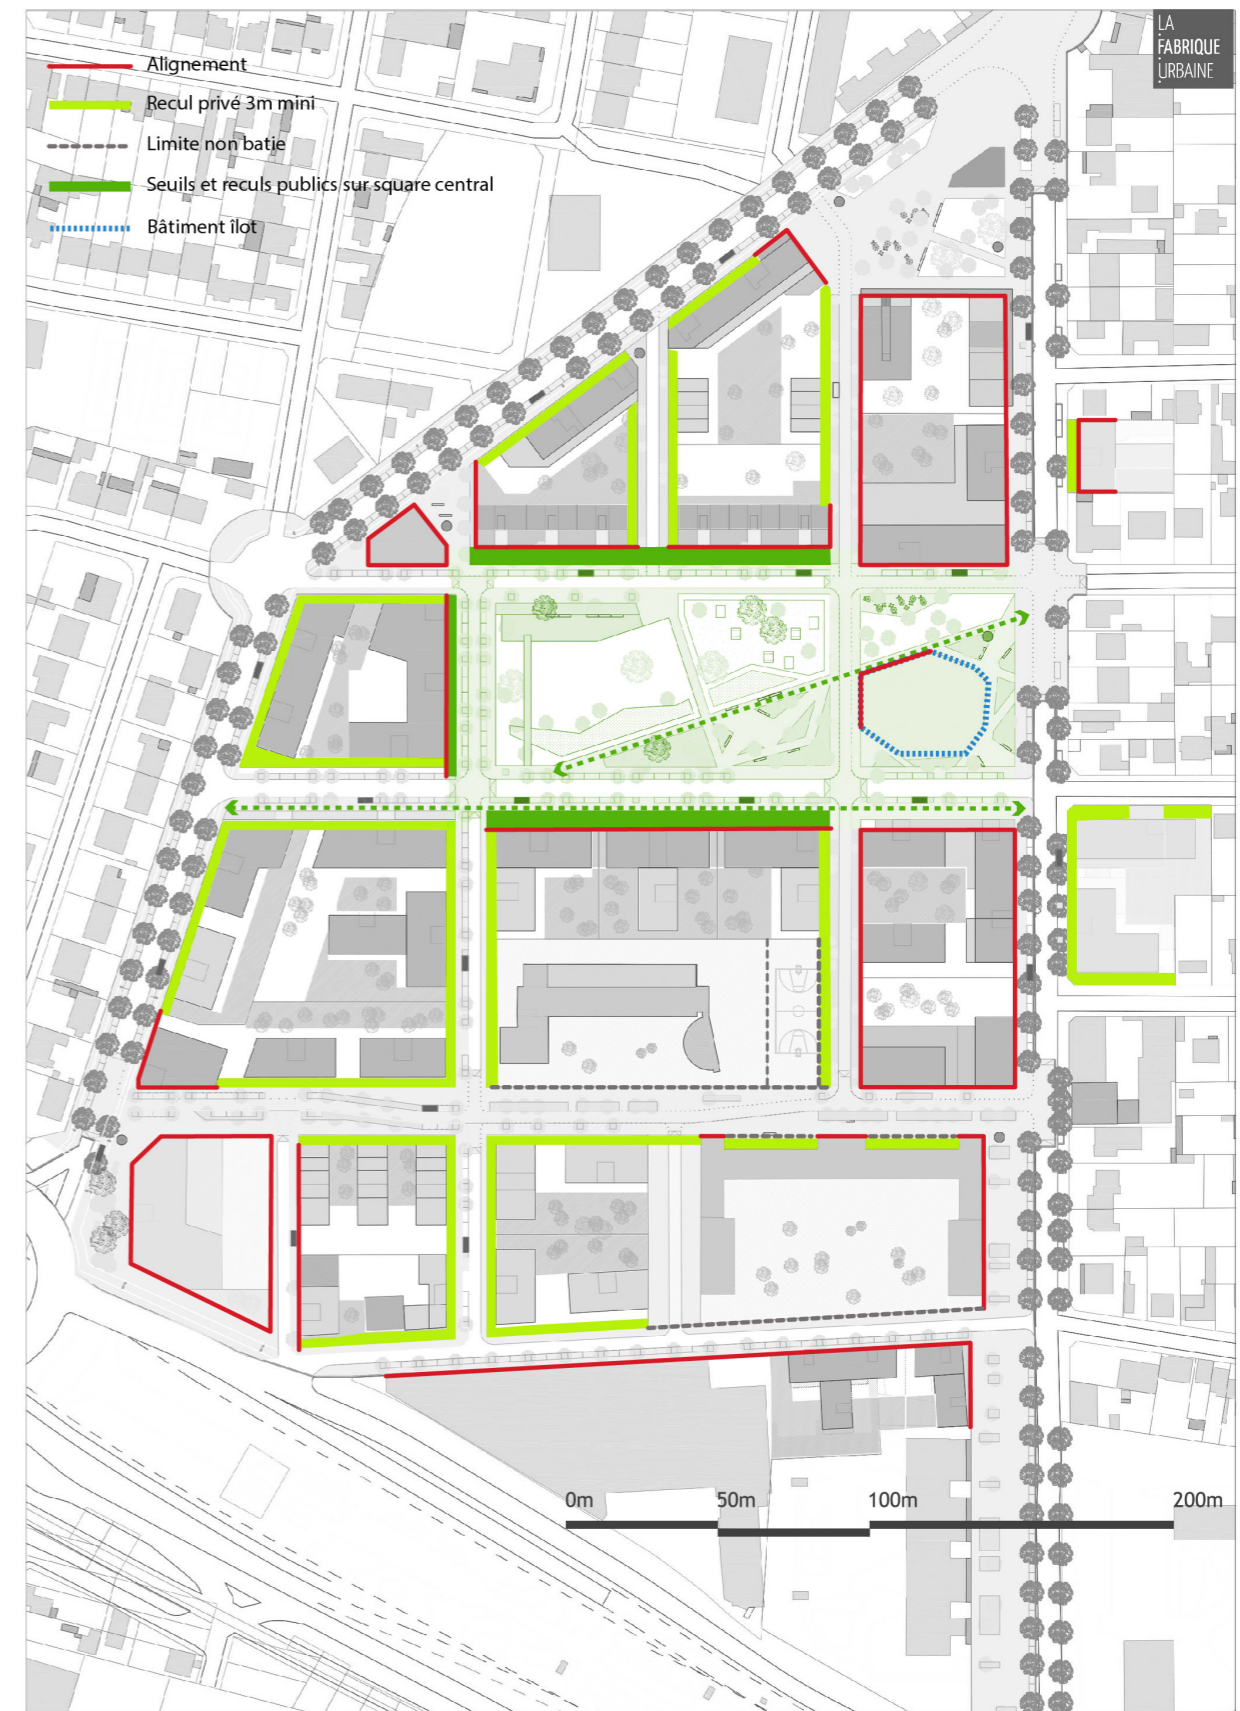 LA
FABRIQUE
URBAINE
Alignement
Recul privé 3m mini
Limite non batie
Seuils et reculs publics sur square central
Bâtiment îlot
0m 50m 100m 200m